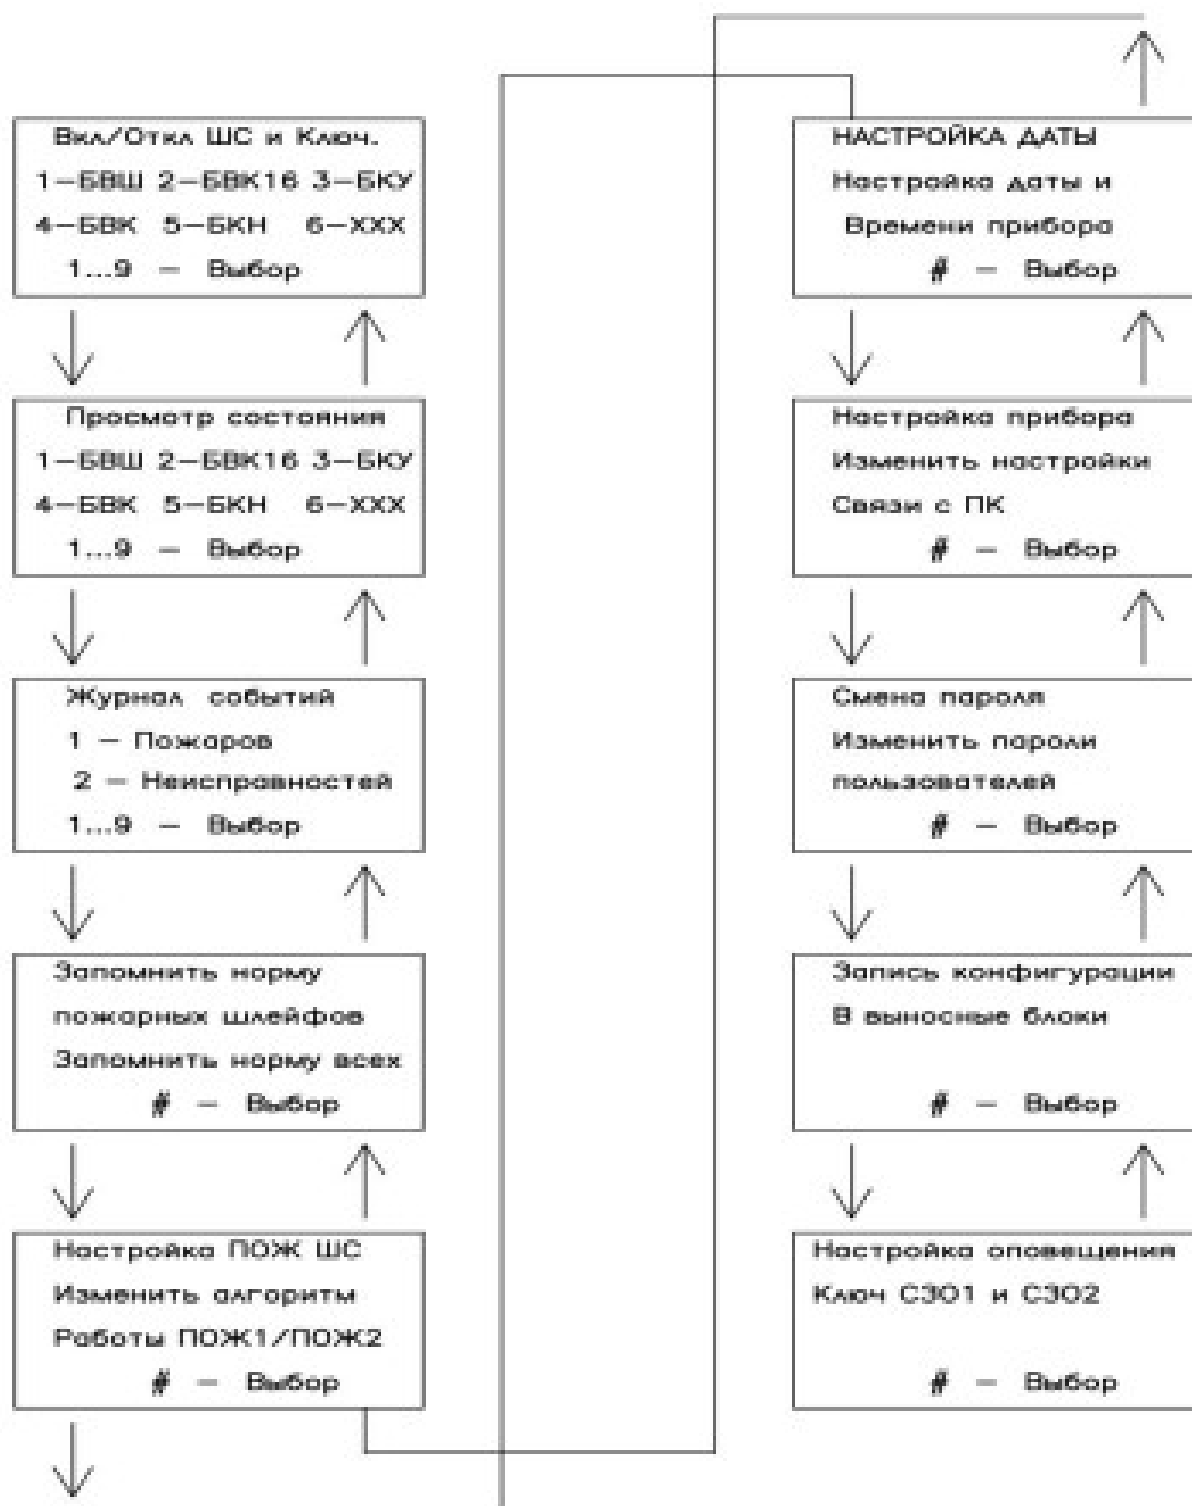 Вкл/Откл ШС и Ключ.
1-БВШ 2-БВК16 3-БКУ
4-БВК 5-БКН 6-XXX
1...9 - Выбор
Просмотр состояния
1-БВШ 2-БВК16 3-БКУ
4-БВК 5-БКН 6-XXX
1...9 - Выбор
Журнал событий
1 - Пожаров
2 - Неисправностей
1...9 - Выбор
Запомнить норму
пожарных шлейфов
Запомнить норму всех
# - Выбор
Настройка ПОЖ ШС
Изменить алгоритм
Работы ПОЖ1/ПОЖ2
# - Выбор
НАСТРОЙКА ДАТЫ
Настройка даты и
Времени прибора
# - Выбор
Настройка прибора
Изменить настройки
Связи с ПК
# - Выбор
Смена пароля
Изменить пароли
пользователей
# - Выбор
Запись конфигурации
В выносные блоки
# - Выбор
Настройка оповещения
Ключ СЗО1 и СЗО2
# - Выбор